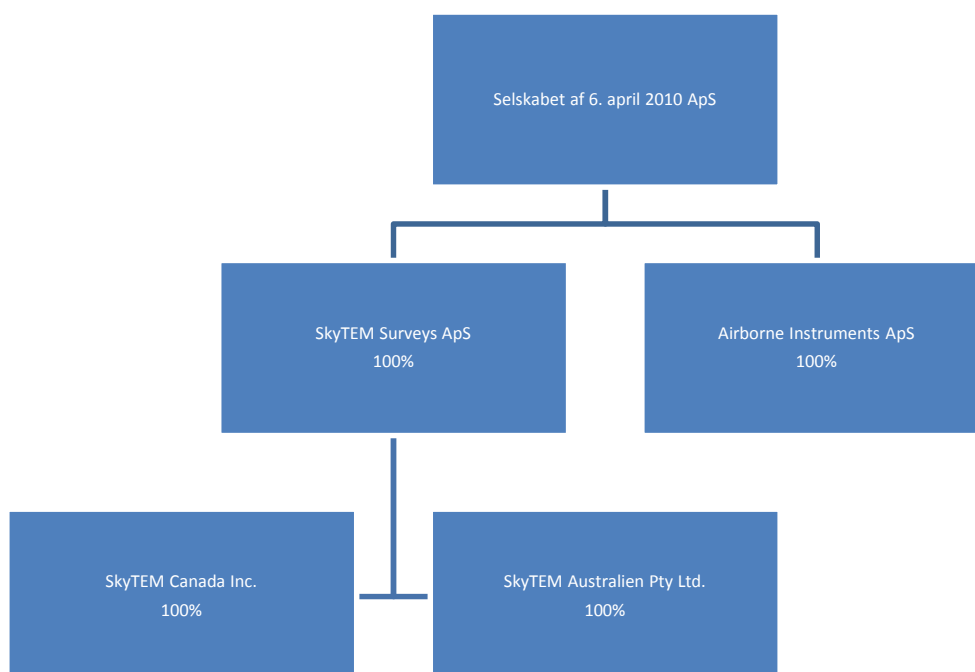 Selskabet af 6. april 2010 ApS
SkyTEM Surveys ApS
100%
Airborne Instruments ApS
100%
SkyTEM Canada Inc.
100%
SkyTEM Australien Pty Ltd.
100%